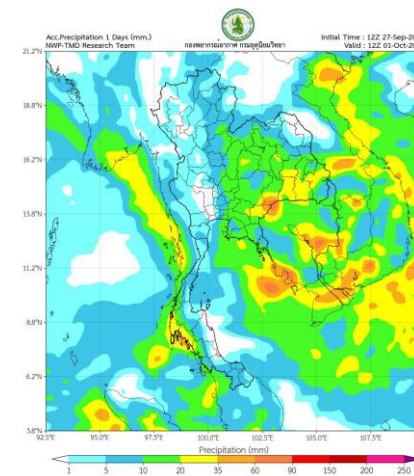 Acc.Precipitation 1 Days (mm.)
NWP-TMD Research Team
กองพยากรณ์อากาศ กรมอุตุนิยมวิทยา
Initial Time : 12Z 27-Sep-20
Valid : 12Z 01-Oct-20
21.2°N
18.8°N
16.2°N
13.8°N
11.2°N
8.8°N
6.2°N
3.8°N
92.5°E 95.0°E 97.5°E 100.0°E 102.5°E 105.0°E 107.5°E
Precipitation (mm)
1 5 10 20 35 60 90 150 200 250